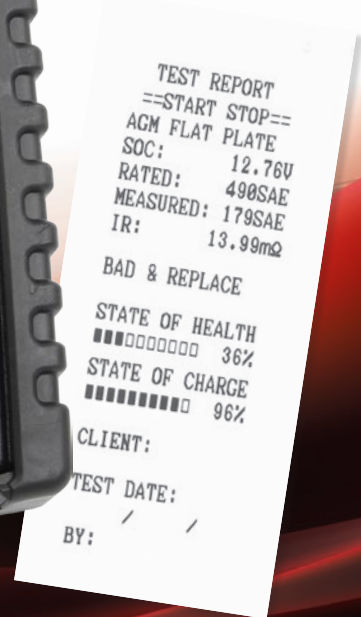 TEST REPORT
==START STOP==
AGM FLAT PLATE
SOC: 12.76V
RATED: 490SAE
MEASURED: 179SAE
IR: 13.99mΩ
BAD & REPLACE
STATE OF HEALTH
36%
STATE OF CHARGE
96%
CLIENT:
TEST DATE:
/ /
BY: